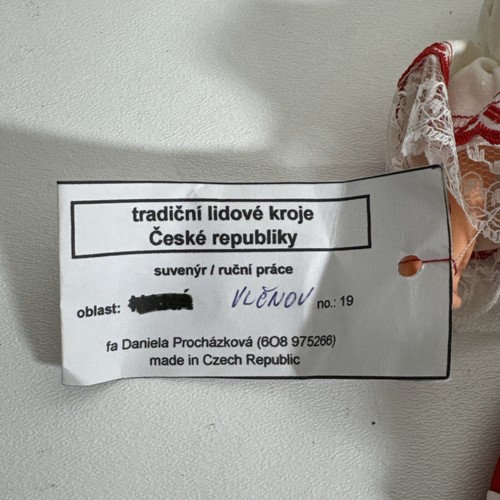 tradiční lidové kroje
České republiky
suvenýr / ruční práce
oblast: VLČNOV no.: 19
fa Daniela Procházková (608 975266)
made in Czech Republic